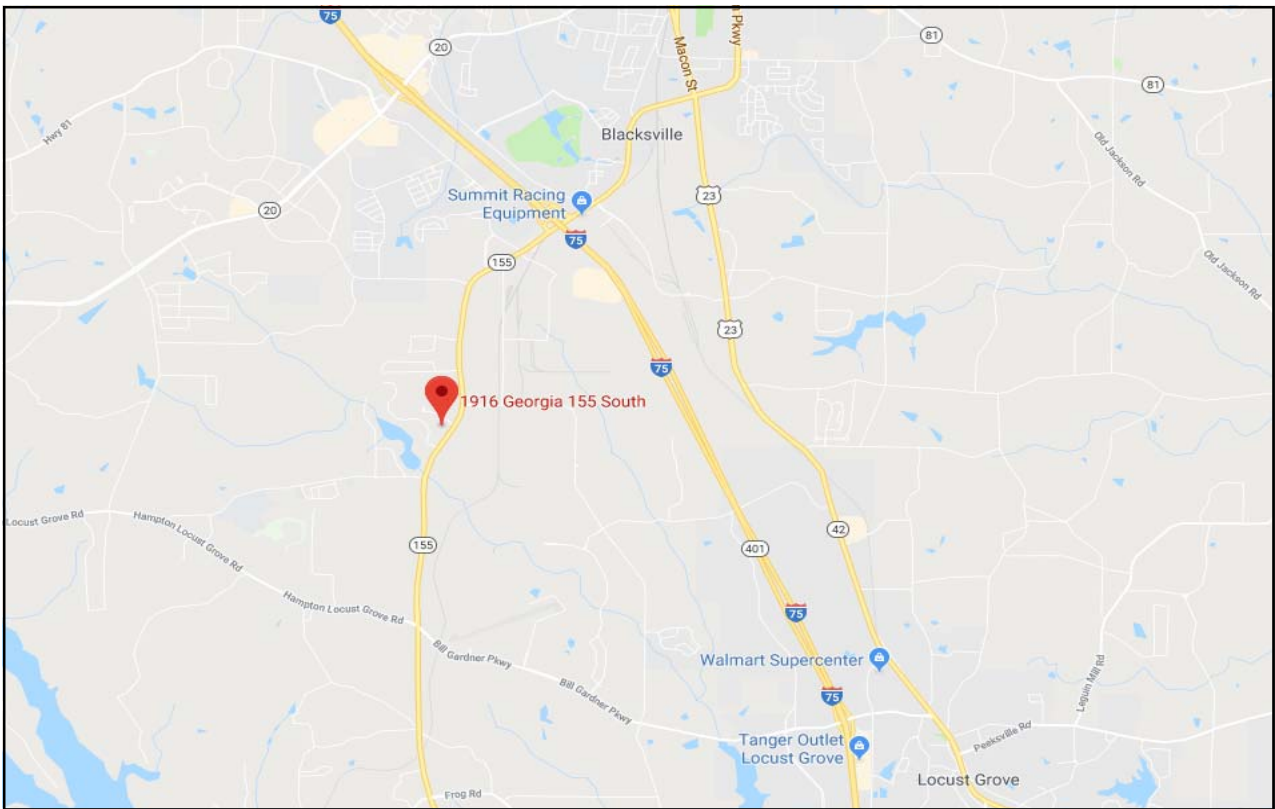 75
20
81
n Pkwy
Macon St
81
Hwy 81
Blacksville
Old Jackson Rd
Summit Racing
Equipment
23
20
75
155
Old Jackson Rd
23
75
1916 Georgia 155 South
Locust Grove Rd
Hampton Locust Grove Rd
42
155
401
Hampton Locust Grove Rd
75
Bill Gardner Pkwy
Walmart Supercenter
Leguin Mill Rd
Bill Gardner Pkwy
75
Peeksville Rd
Tanger Outlet
Locust Grove
Locust Grove
Frog Rd